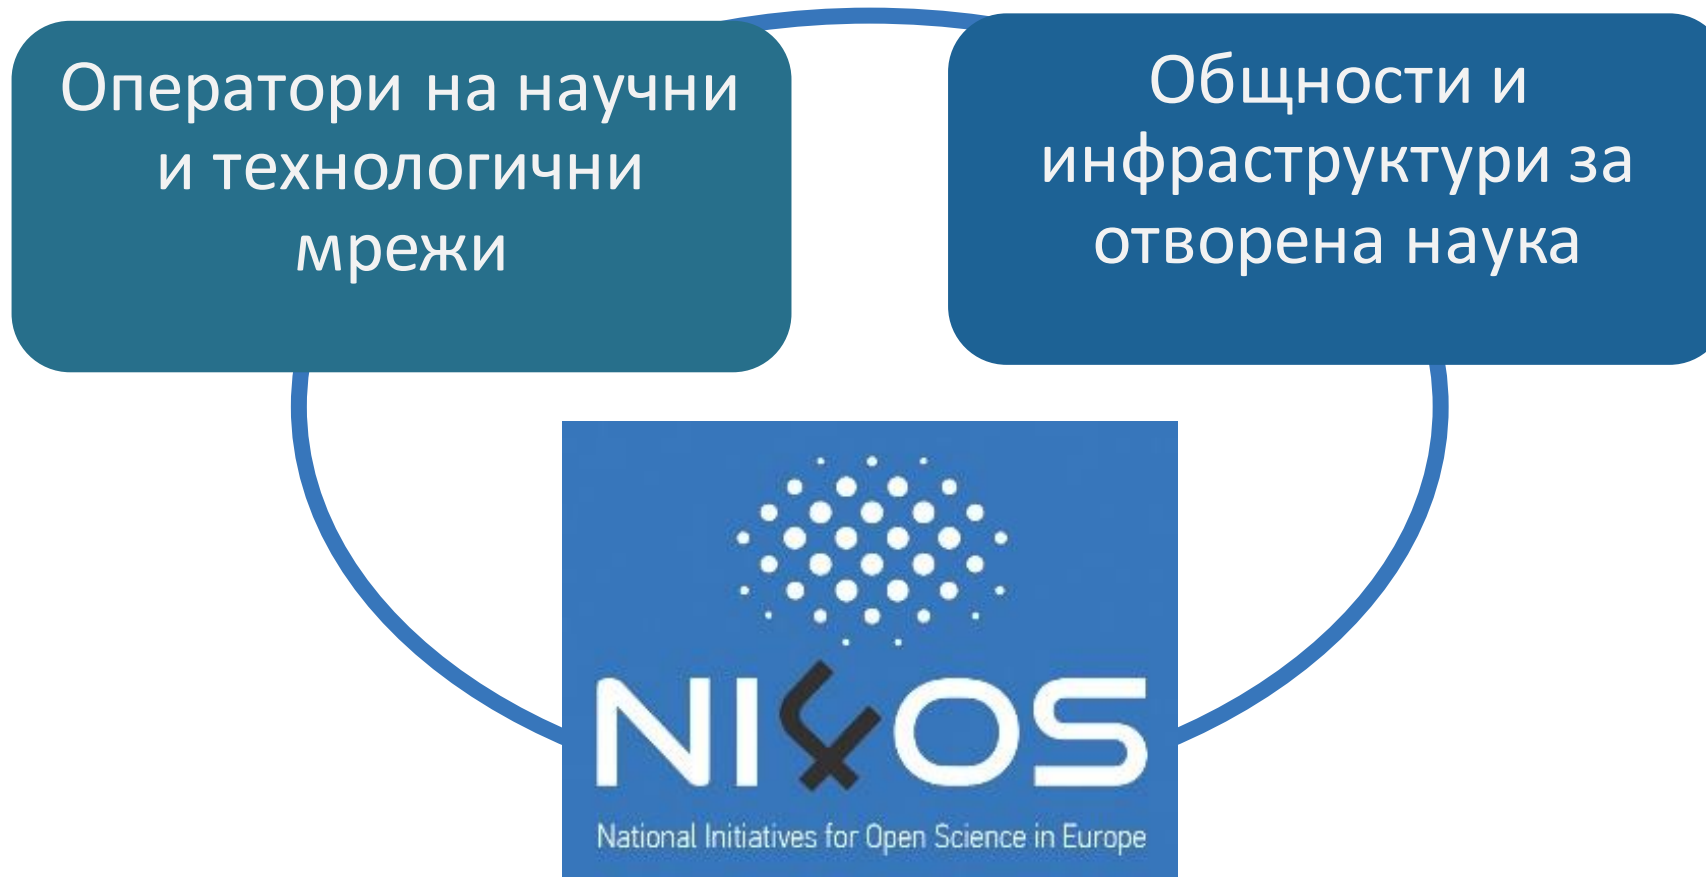 Оператори на научни
и технологични
мрежи
Общности и
инфраструктури за
отворена наука
NI4OS
National Initiatives for Open Science in Europe